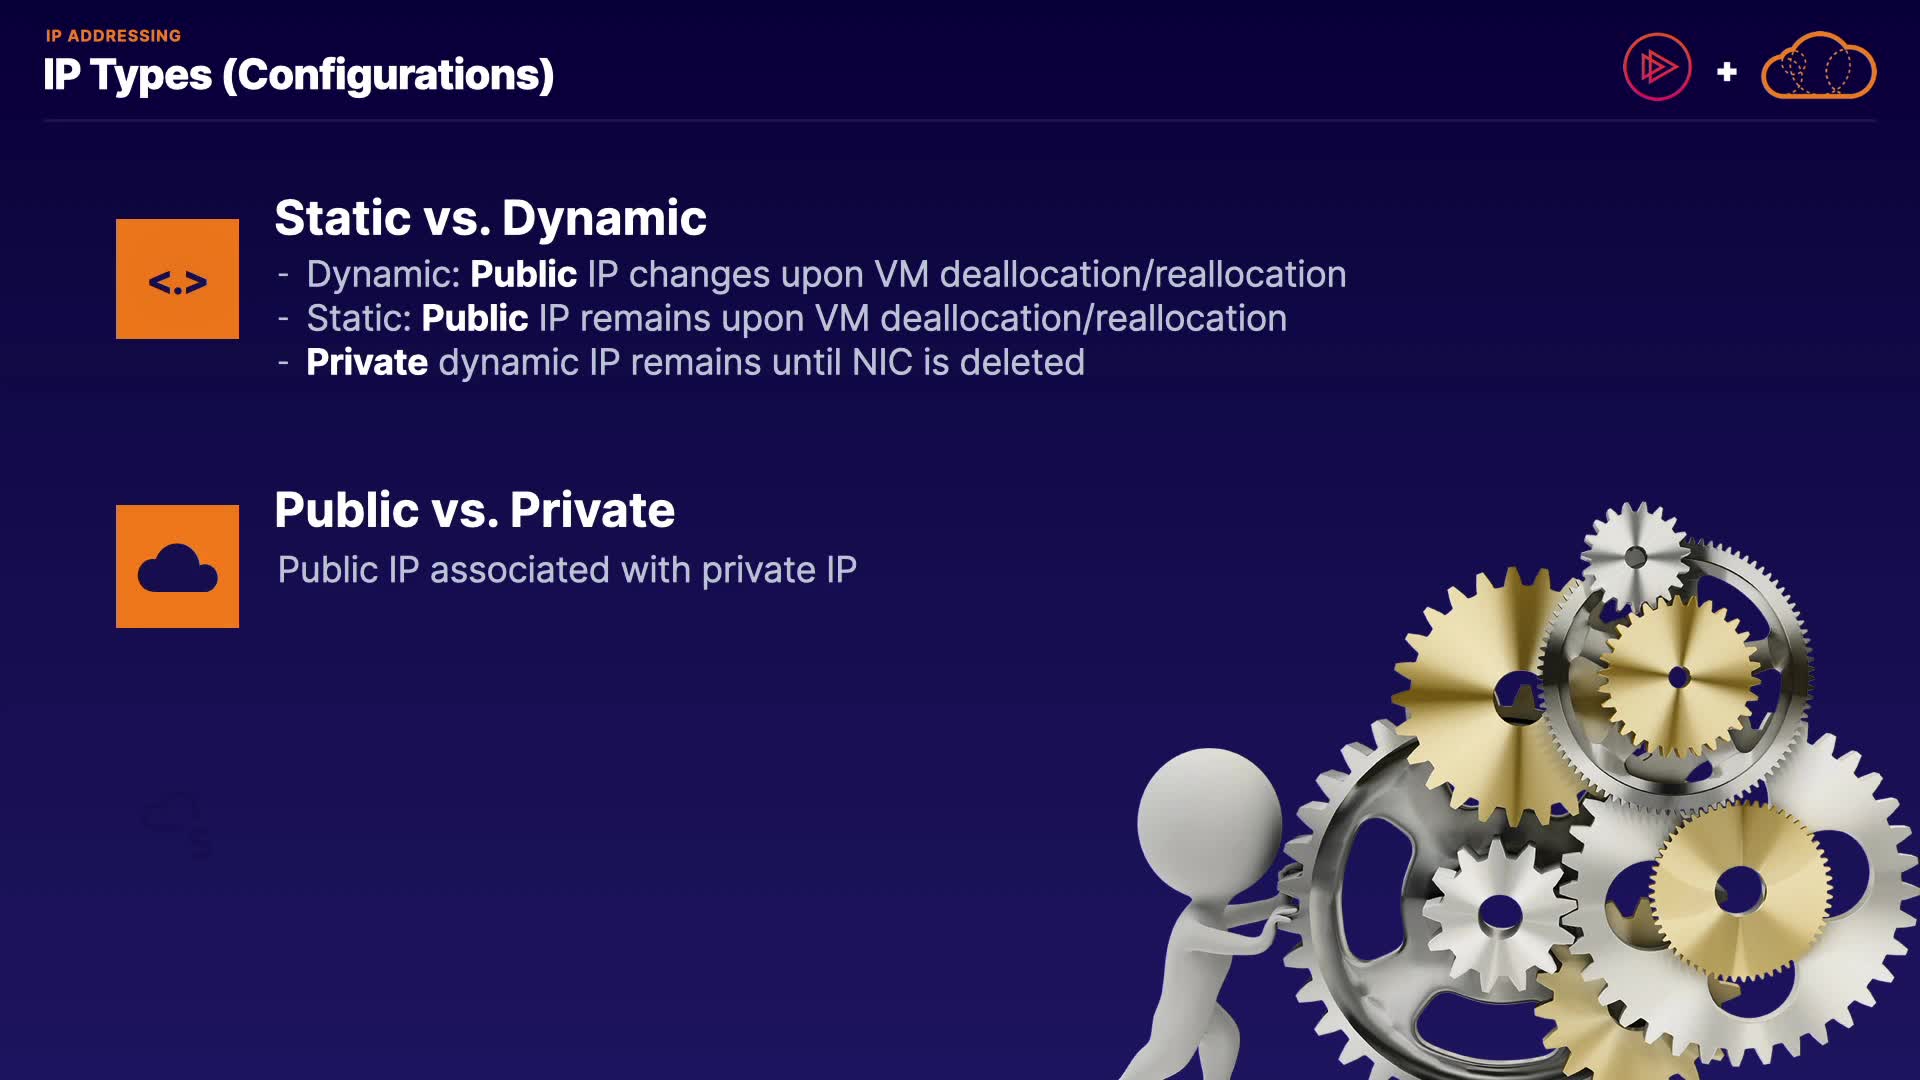 IP ADDRESSING
IP Types (Configurations)
Static vs. Dynamic
- Dynamic: Public IP changes upon VM deallocation/reallocation
- Static: Public IP remains upon VM deallocation/reallocation
- Private dynamic IP remains until NIC is deleted
Public vs. Private
Public IP associated with private IP